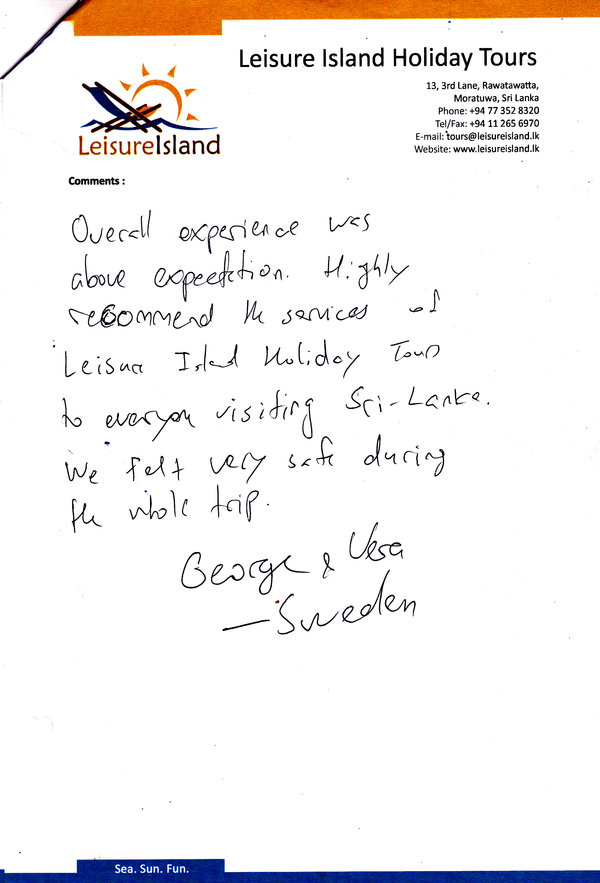 Leisure Island Holiday Tours
13, 3rd Lane, Rawatawatta,
Moratuwa, Sri Lanka
Phone: +94 77 352 8320
Tel/Fax: +94 11 265 6970
E-mail: tours@leisureisland.lk
Website: www.leisureisland.lk
LeisureIsland
Comments :
Overall experience was
above expectation. Highly
recommend the services of
Leisure Island Holiday Tours
to everyone visiting Sri-Lanka.
We felt very safe during
the whole trip.
George & Vera
– Sweden
Sea. Sun. Fun.